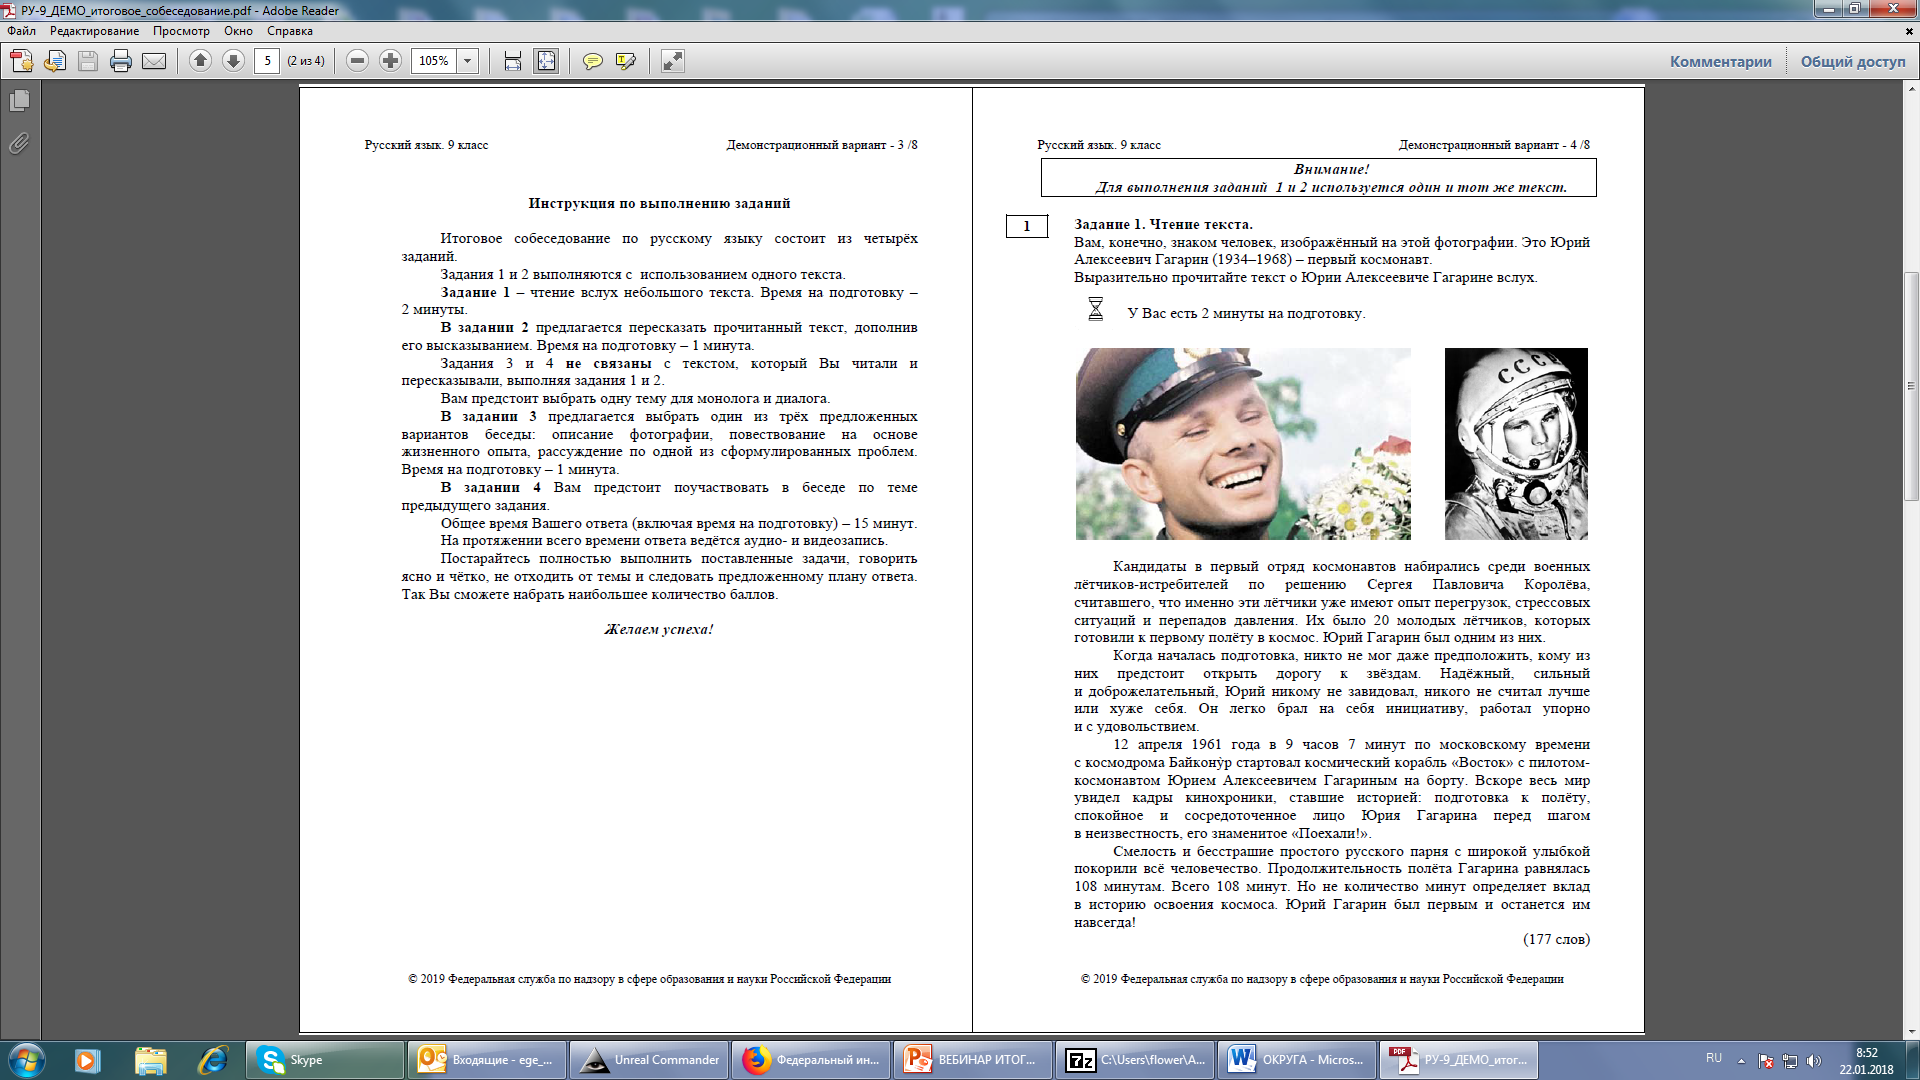 РУ-9_ДЕМО_итоговое_собеседование.pdf - Adobe Reader
Файл Редактирование Просмотр Окно Справка
5 (2 из 4) 105% Комментарии Общий доступ
Русский язык. 9 класс Демонстрационный вариант - 3 /8
Инструкция по выполнению заданий
Итоговое собеседование по русскому языку состоит из четырёх
заданий.
Задания 1 и 2 выполняются с использованием одного текста.
Задание 1 – чтение вслух небольшого текста. Время на подготовку –
2 минуты.
В задании 2 предлагается пересказать прочитанный текст, дополнив
его высказыванием. Время на подготовку – 1 минута.
Задания 3 и 4 не связаны с текстом, который Вы читали и
пересказывали, выполняя задания 1 и 2.
Вам предстоит выбрать одну тему для монолога и диалога.
В задании 3 предлагается выбрать один из трёх предложенных
вариантов беседы: описание фотографии, повествование на основе
жизненного опыта, рассуждение по одной из сформулированных проблем.
Время на подготовку – 1 минута.
В задании 4 Вам предстоит поучаствовать в беседе по теме
предыдущего задания.
Общее время Вашего ответа (включая время на подготовку) – 15 минут.
На протяжении всего времени ответа ведётся аудио- и видеозапись.
Постарайтесь полностью выполнить поставленные задачи, говорить
ясно и чётко, не отходить от темы и следовать предложенному плану ответа.
Так Вы сможете набрать наибольшее количество баллов.
Желаем успеха!
© 2019 Федеральная служба по надзору в сфере образования и науки Российской Федерации
Русский язык. 9 класс Демонстрационный вариант - 4 /8
Внимание!
Для выполнения заданий 1 и 2 используется один и тот же текст.
1
Задание 1. Чтение текста.
Вам, конечно, знаком человек, изображённый на этой фотографии. Это Юрий
Алексеевич Гагарин (1934–1968) – первый космонавт.
Выразительно прочитайте текст о Юрии Алексеевиче Гагарине вслух.
У Вас есть 2 минуты на подготовку.
СССР
Кандидаты в первый отряд космонавтов набирались среди военных
лётчиков-истребителей по решению Сергея Павловича Королёва,
считавшего, что именно эти лётчики уже имеют опыт перегрузок, стрессовых
ситуаций и перепадов давления. Их было 20 молодых лётчиков, которых
готовили к первому полёту в космос. Юрий Гагарин был одним из них.
Когда началась подготовка, никто не мог даже предположить, кому из
них предстоит открыть дорогу к звёздам. Надёжный, сильный
и доброжелательный, Юрий никому не завидовал, никого не считал лучше
или хуже себя. Он легко брал на себя инициативу, работал упорно
и с удовольствием.
12 апреля 1961 года в 9 часов 7 минут по московскому времени
с космодрома Байкону̀р стартовал космический корабль «Восток» с пилотом-
космонавтом Юрием Алексеевичем Гагариным на борту. Вскоре весь мир
увидел кадры кинохроники, ставшие историей: подготовка к полёту,
спокойное и сосредоточенное лицо Юрия Гагарина перед шагом
в неизвестность, его знаменитое «Поехали!».
Смелость и бесстрашие простого русского парня с широкой улыбкой
покорили всё человечество. Продолжительность полёта Гагарина равнялась
108 минутам. Всего 108 минут. Но не количество минут определяет вклад
в историю освоения космоса. Юрий Гагарин был первым и останется им
навсегда!
(177 слов)
© 2019 Федеральная служба по надзору в сфере образования и науки Российской Федерации
Skype Входящие - ege_... Unreal Commander Федеральный ин... ВЕБИНАР ИТОГ... C:\Users\flower\A... ОКРУГА - Micros... РУ-9_ДЕМО_итог... RU 8:52
22.01.2018